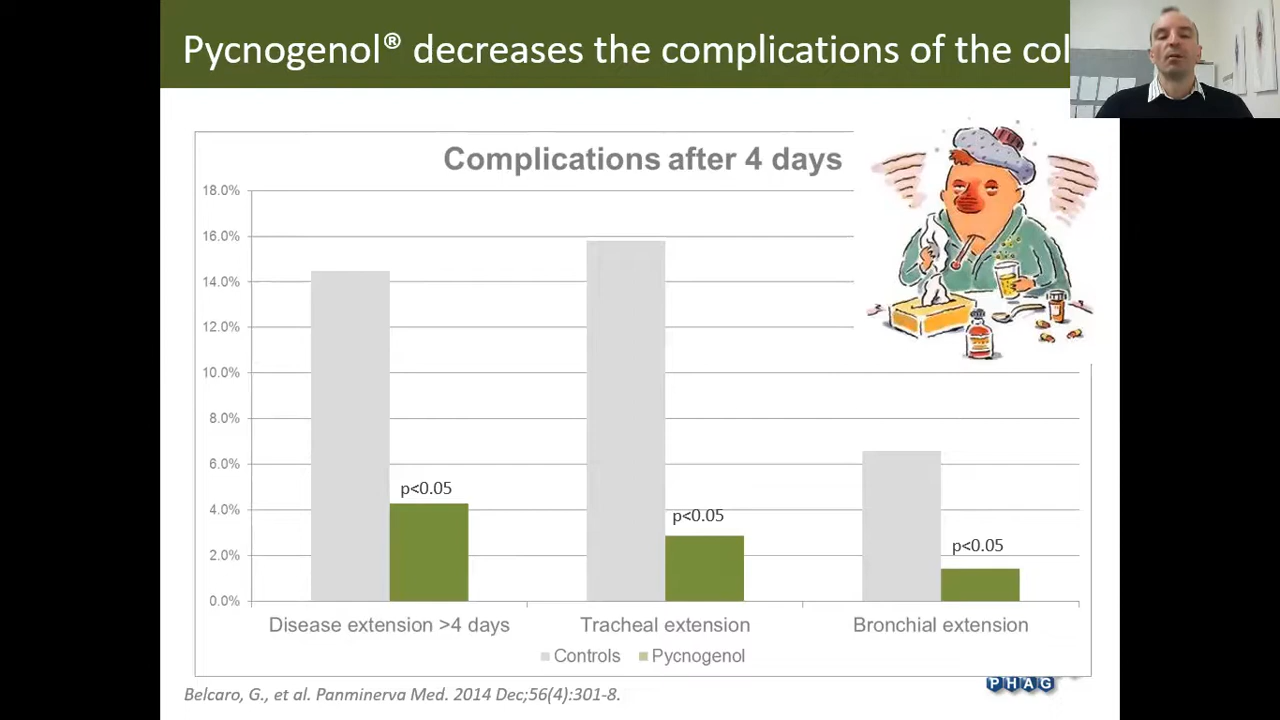 Pycnogenol® decreases the complications of the col
Complications after 4 days
18.0%
16.0%
14.0%
12.0%
10.0%
8.0%
6.0%
4.0%
2.0%
0.0%
p<0.05
p<0.05
p<0.05
Disease extension >4 days
Tracheal extension
Bronchial extension
Controls Pycnogenol
Belcaro, G., et al. Panminerva Med. 2014 Dec;56(4):301-8.
PHAG